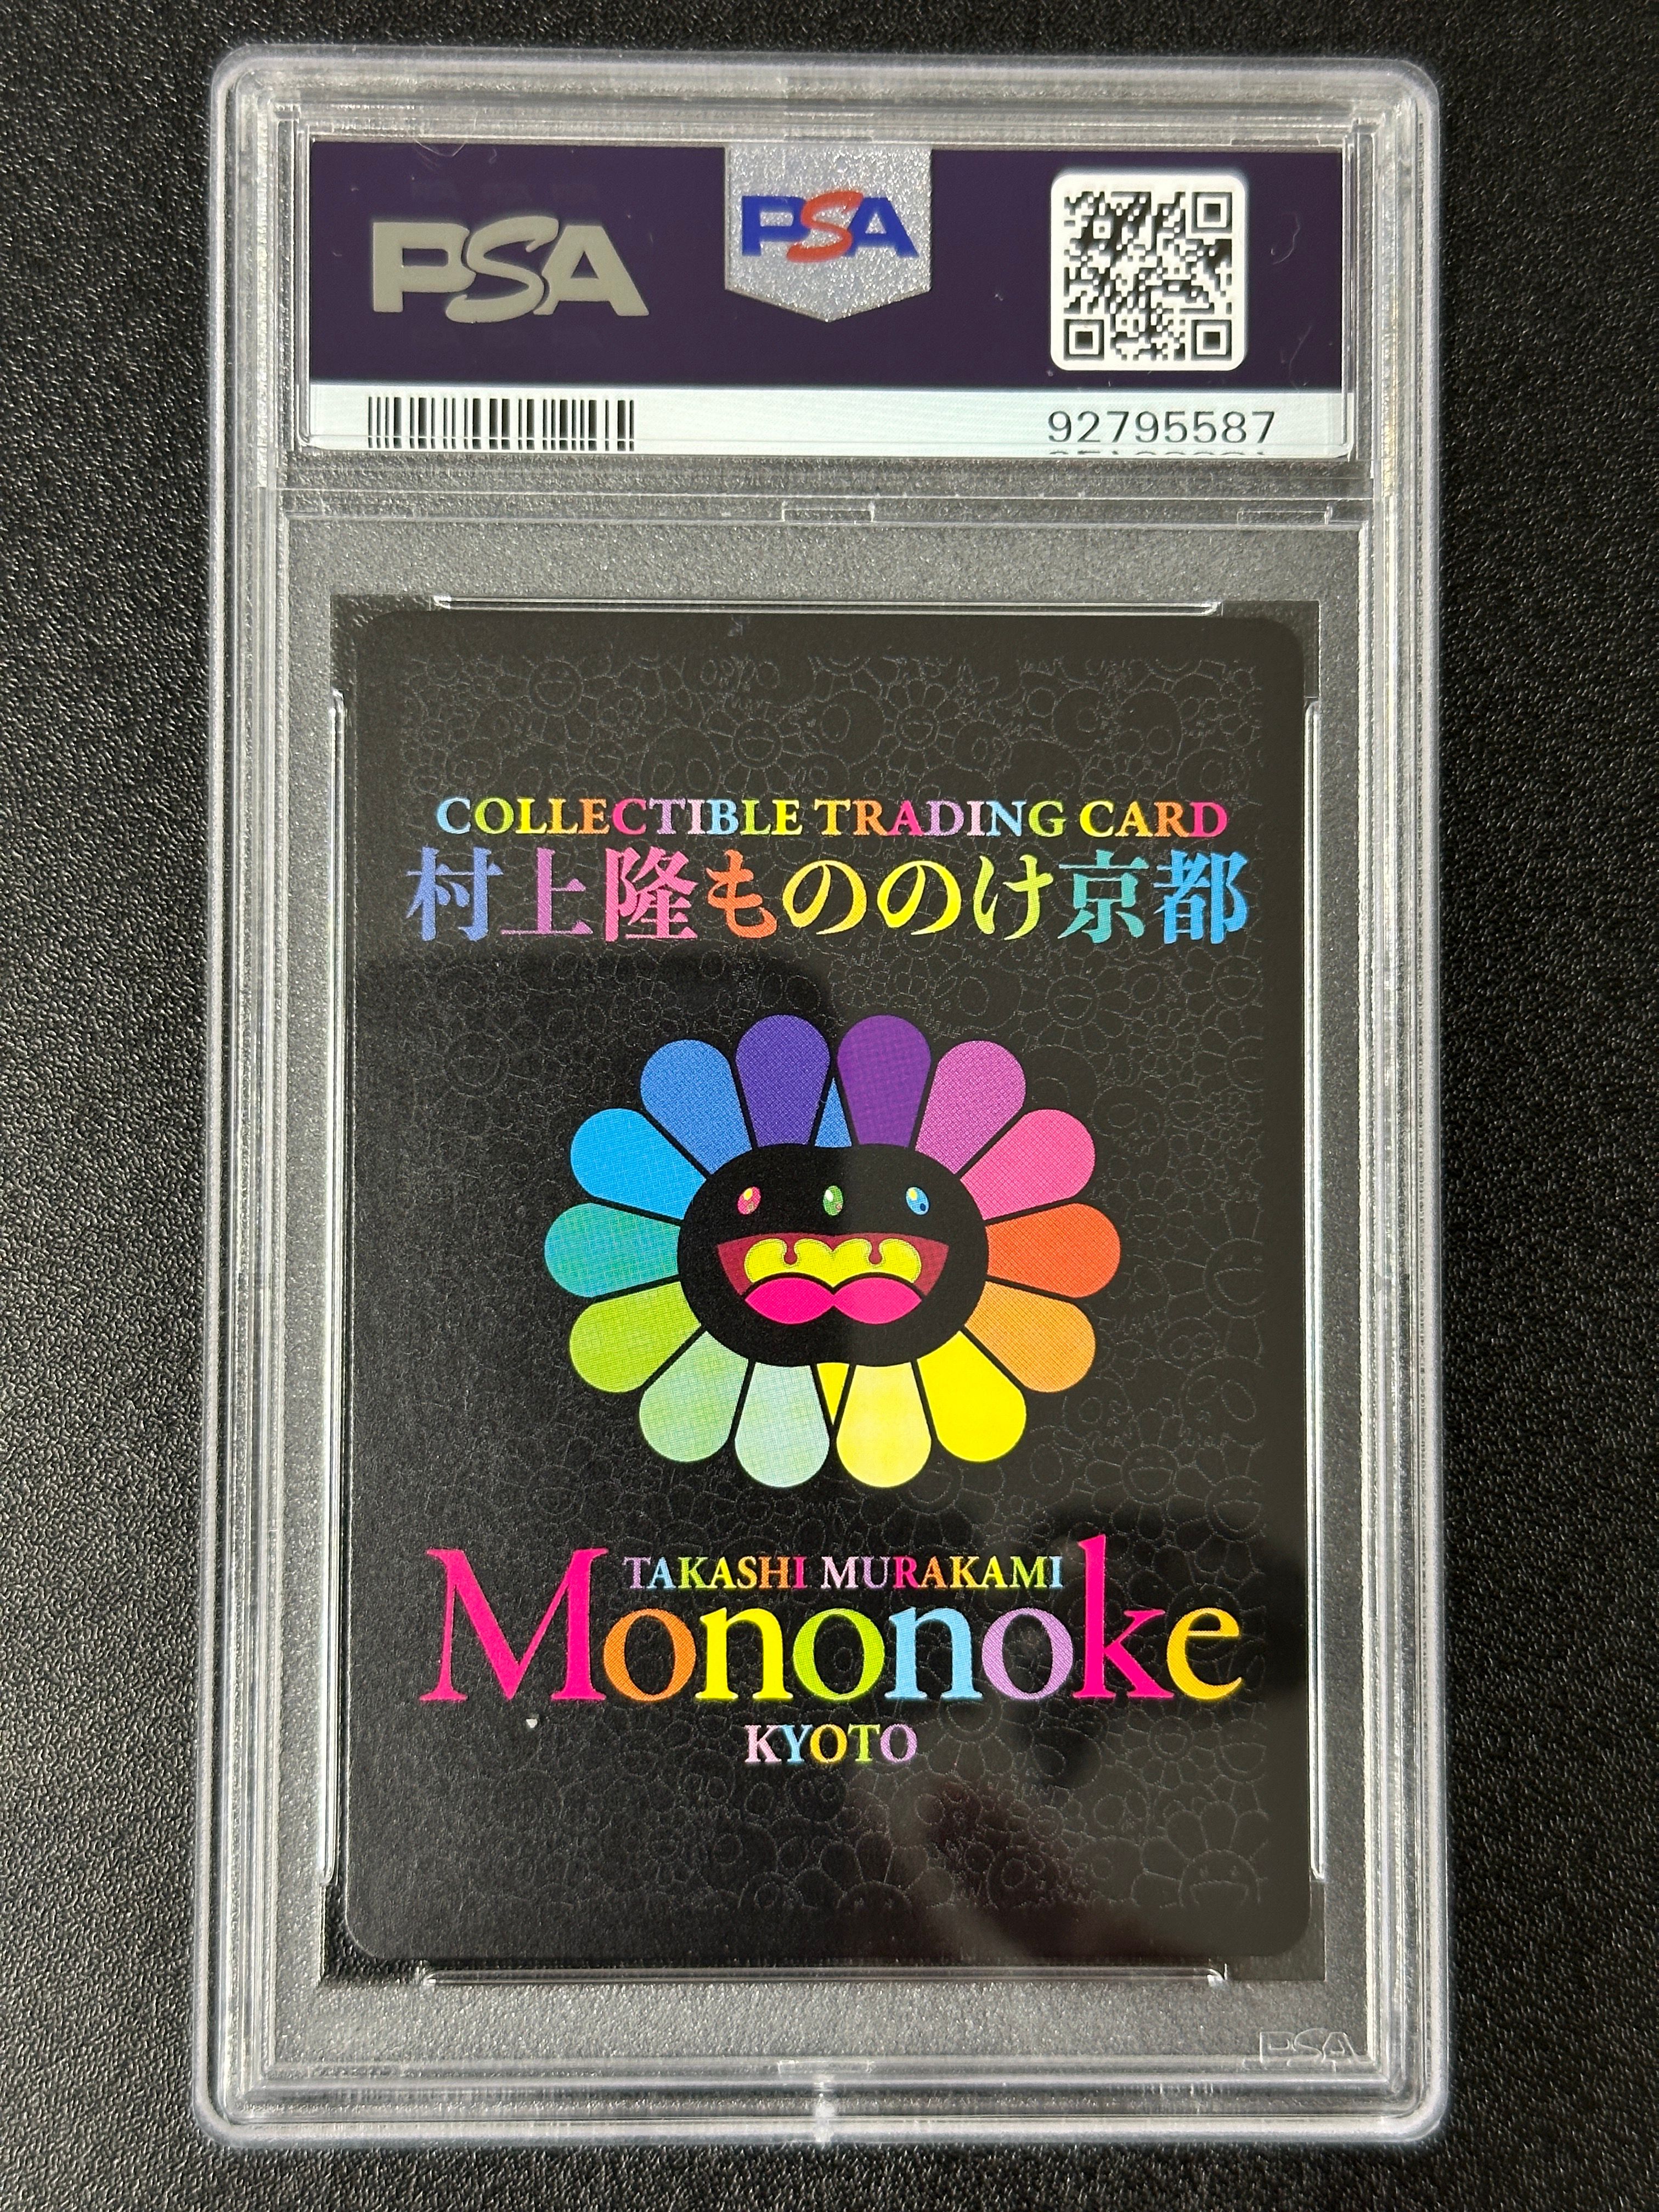 PSA
PSA
92795587
COLLECTIBLE TRADING CARD
村上隆もののけ京都
TAKASHI MURAKAMI
Mononoke
KYOTO
PSA